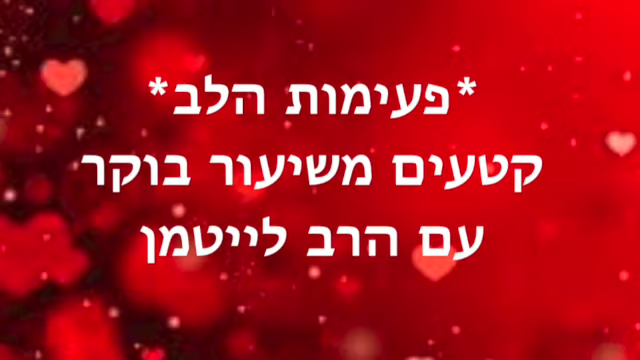 *פעימות הלב*
קטעים משיעור בוקר
עם הרב לייטמן